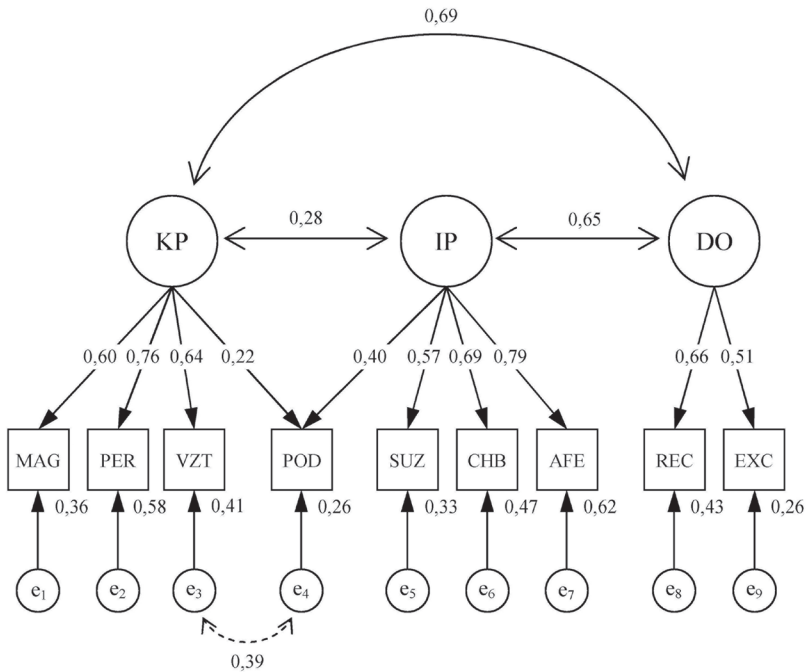 0,69
KP 0,28 IP 0,65 DO
0,60 0,76 0,64 0,22 0,40 0,57 0,69 0,79 0,66 0,51
MAG PER VZT POD SUZ CHB AFE REC EXC
0,36 0,58 0,41 0,26 0,33 0,47 0,62 0,43 0,26
e1 e2 e3 e4 e5 e6 e7 e8 e9
0,39